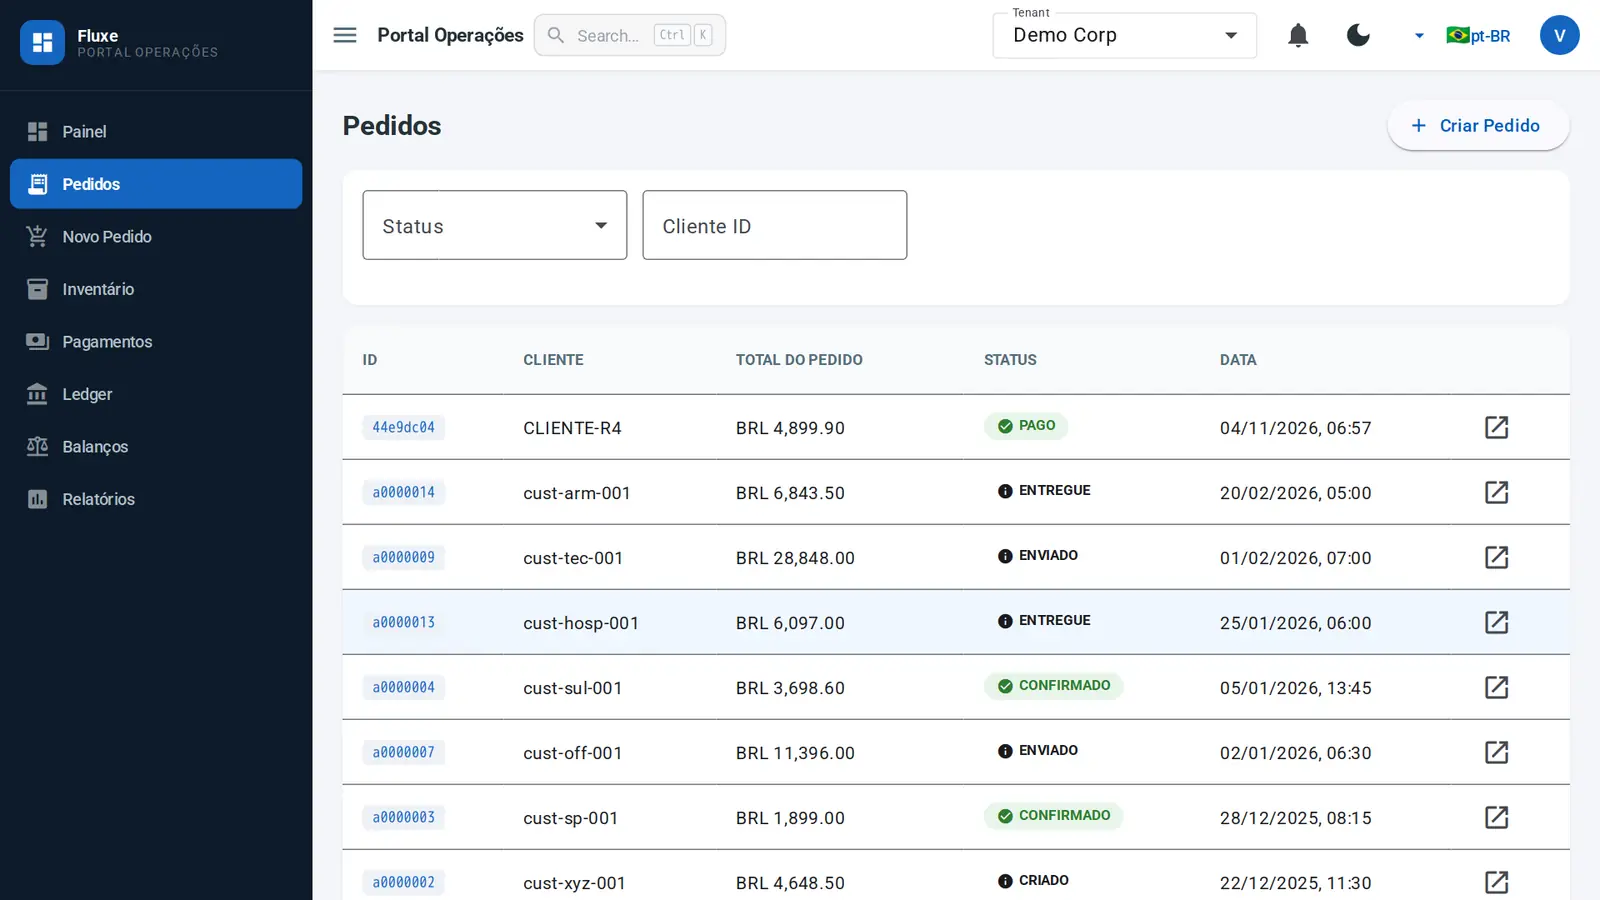 Fluxe
PORTAL OPERAÇÕES
Painel
Pedidos
Novo Pedido
Inventário
Pagamentos
Ledger
Balanços
Relatórios
Portal Operações
Search... Ctrl K
Tenant
Demo Corp
pt-BR
V
Pedidos
+ Criar Pedido
Status
Cliente ID
ID CLIENTE TOTAL DO PEDIDO STATUS DATA
44e9dc04 CLIENTE-R4 BRL 4,899.90 PAGO 04/11/2026, 06:57
a0000014 cust-arm-001 BRL 6,843.50 ENTREGUE 20/02/2026, 05:00
a0000009 cust-tec-001 BRL 28,848.00 ENVIADO 01/02/2026, 07:00
a0000013 cust-hosp-001 BRL 6,097.00 ENTREGUE 25/01/2026, 06:00
a0000004 cust-sul-001 BRL 3,698.60 CONFIRMADO 05/01/2026, 13:45
a0000007 cust-off-001 BRL 11,396.00 ENVIADO 02/01/2026, 06:30
a0000003 cust-sp-001 BRL 1,899.00 CONFIRMADO 28/12/2025, 08:15
a0000002 cust-xyz-001 BRL 4,648.50 CRIADO 22/12/2025, 11:30